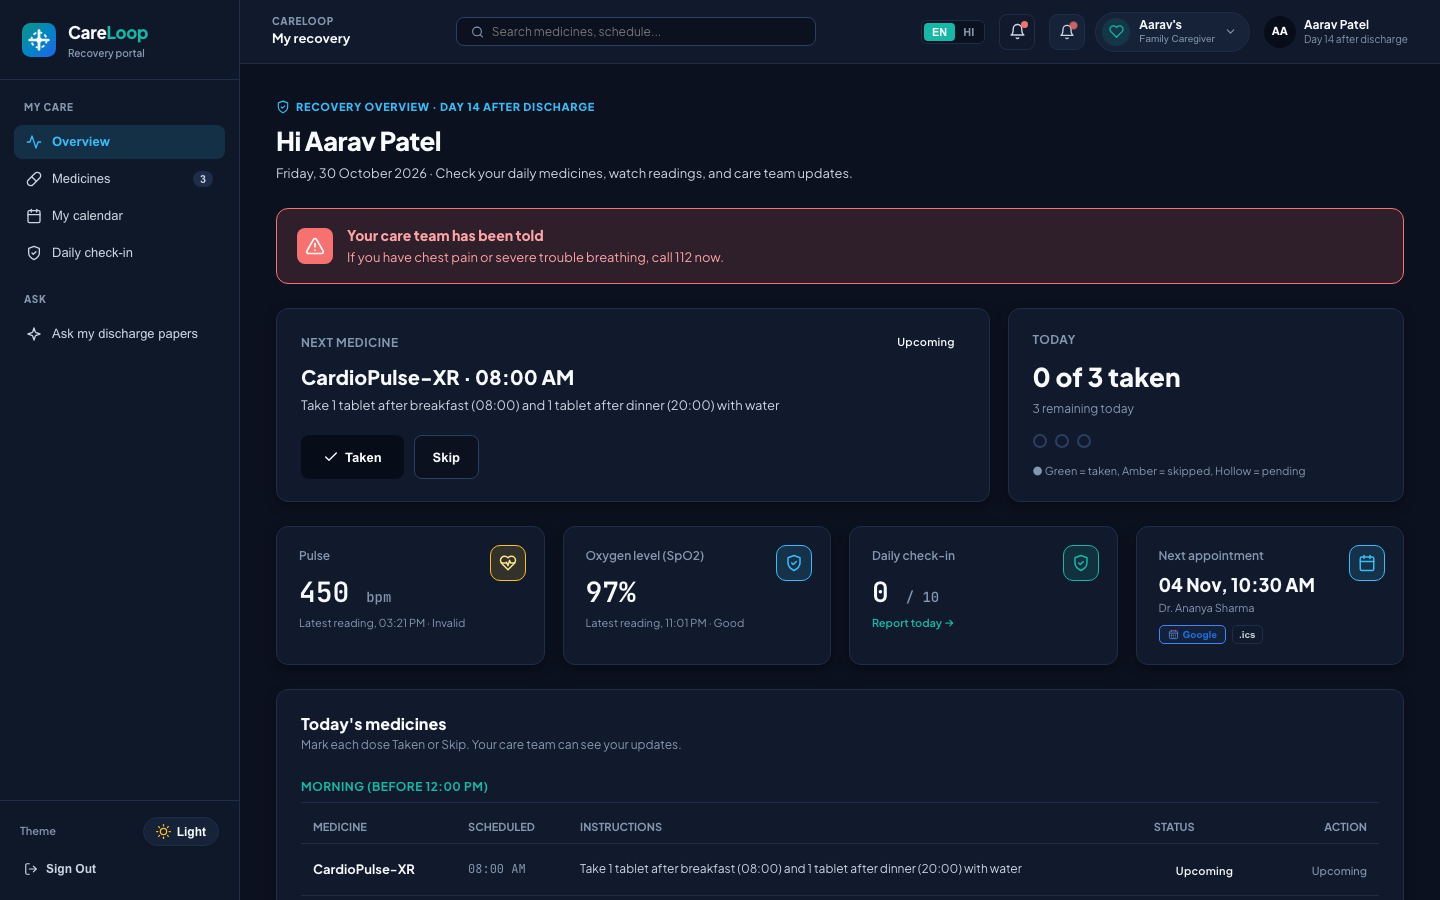 CareLoop
Recovery portal
MY CARE
Overview
Medicines 3
My calendar
Daily check-in
ASK
Ask my discharge papers
Theme Light
Sign Out
CARELOOP
My recovery
Search medicines, schedule...
EN HI
Aarav's
Family Caregiver
AA
Aarav Patel
Day 14 after discharge
RECOVERY OVERVIEW · DAY 14 AFTER DISCHARGE
Hi Aarav Patel
Friday, 30 October 2026 · Check your daily medicines, watch readings, and care team updates.
Your care team has been told
If you have chest pain or severe trouble breathing, call 112 now.
NEXT MEDICINE Upcoming
CardioPulse-XR · 08:00 AM
Take 1 tablet after breakfast (08:00) and 1 tablet after dinner (20:00) with water
Taken Skip
TODAY
0 of 3 taken
3 remaining today
Green = taken, Amber = skipped, Hollow = pending
Pulse
450 bpm
Latest reading, 03:21 PM · Invalid
Oxygen level (SpO2)
97%
Latest reading, 11:01 PM · Good
Daily check-in
0 / 10
Report today →
Next appointment
04 Nov, 10:30 AM
Dr. Ananya Sharma
Google .ics
Today's medicines
Mark each dose Taken or Skip. Your care team can see your updates.
MORNING (BEFORE 12:00 PM)
MEDICINE SCHEDULED INSTRUCTIONS STATUS ACTION
CardioPulse-XR 08:00 AM Take 1 tablet after breakfast (08:00) and 1 tablet after dinner (20:00) with water Upcoming Upcoming